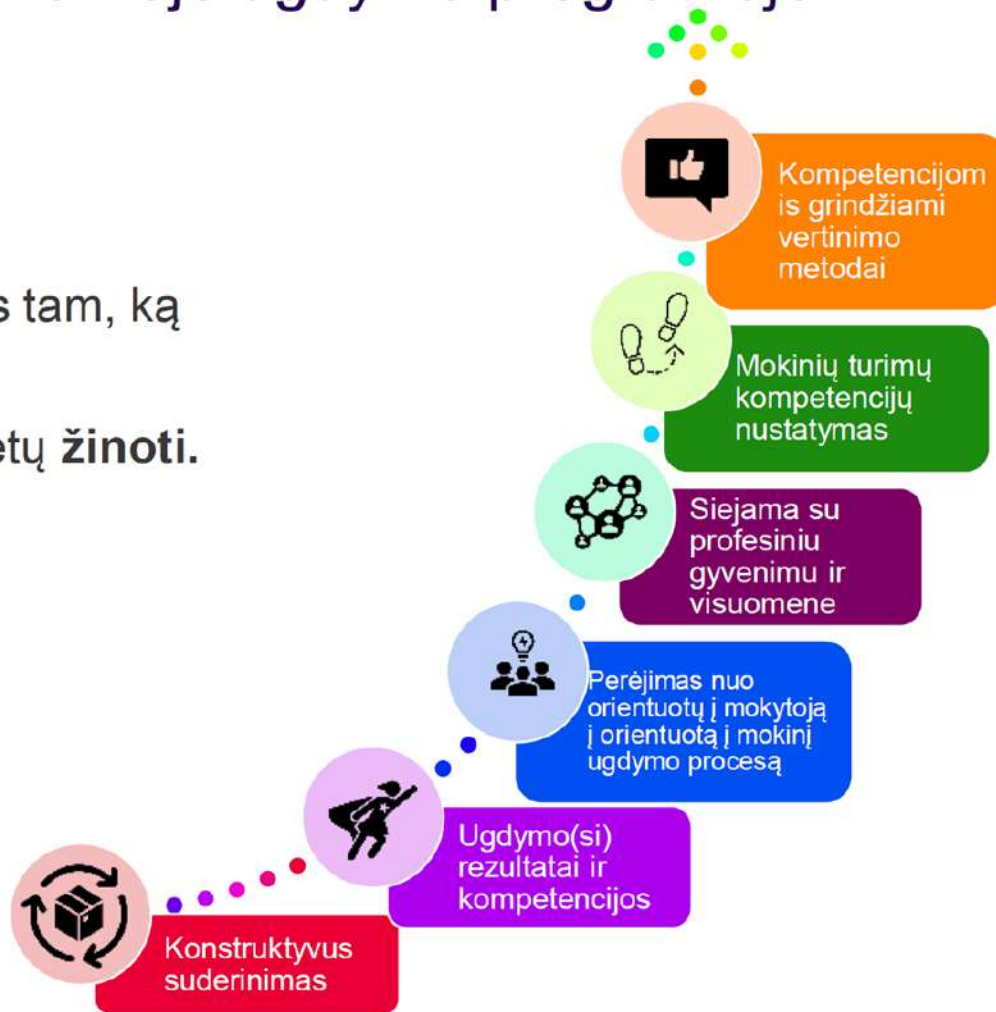 s tam, ką
etų žinoti.
Kompetencijom
is grindžiami
vertinimo
metodai
Mokinių turimų
kompetencijų
nustatymas
Siejama su
profesiniu
gyvenimu ir
visuomene
Perėjimas nuo
orientuotų į mokytoją
į orientuotą į mokinį
ugdymo procesą
Ugdymo(si)
rezultatai ir
kompetencijos
Konstruktyvus
suderinimas